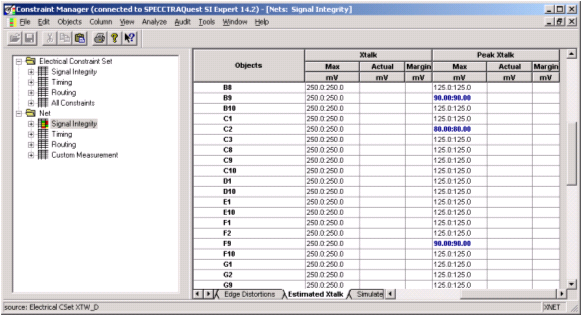 Constraint Manager (connected to SPECCTRAQuest SI Expert 14.2) - [Nets: Signal Integrity]
File Edit Objects Column View Analyze Audit Tools Window Help
Electrical Constraint Set
Signal Integrity
Timing
Routing
All Constraints
Net
Signal Integrity
Timing
Routing
Custom Measurement
Objects Xtalk Peak Xtalk
Max Actual Margin Max Actual Margin
mV mV mV mV mV mV
B8 250.0:250.0 125.0:125.0
B9 250.0:250.0 90.00:90.00
B10 250.0:250.0 125.0:125.0
C1 250.0:250.0 125.0:125.0
C2 250.0:250.0 80.00:80.00
C3 250.0:250.0 125.0:125.0
C8 250.0:250.0 125.0:125.0
C9 250.0:250.0 125.0:125.0
C10 250.0:250.0 125.0:125.0
D1 250.0:250.0 125.0:125.0
D10 250.0:250.0 125.0:125.0
E1 250.0:250.0 125.0:125.0
E10 250.0:250.0 125.0:125.0
F1 250.0:250.0 125.0:125.0
F2 250.0:250.0 125.0:125.0
F9 250.0:250.0 90.00:90.00
F10 250.0:250.0 125.0:125.0
G1 250.0:250.0 125.0:125.0
G2 250.0:250.0 125.0:125.0
G9 250.0:250.0 125.0:125.0
Edge Distortions Estimated Xtalk Simulate
source: Electrical CSet XTW_D XNET